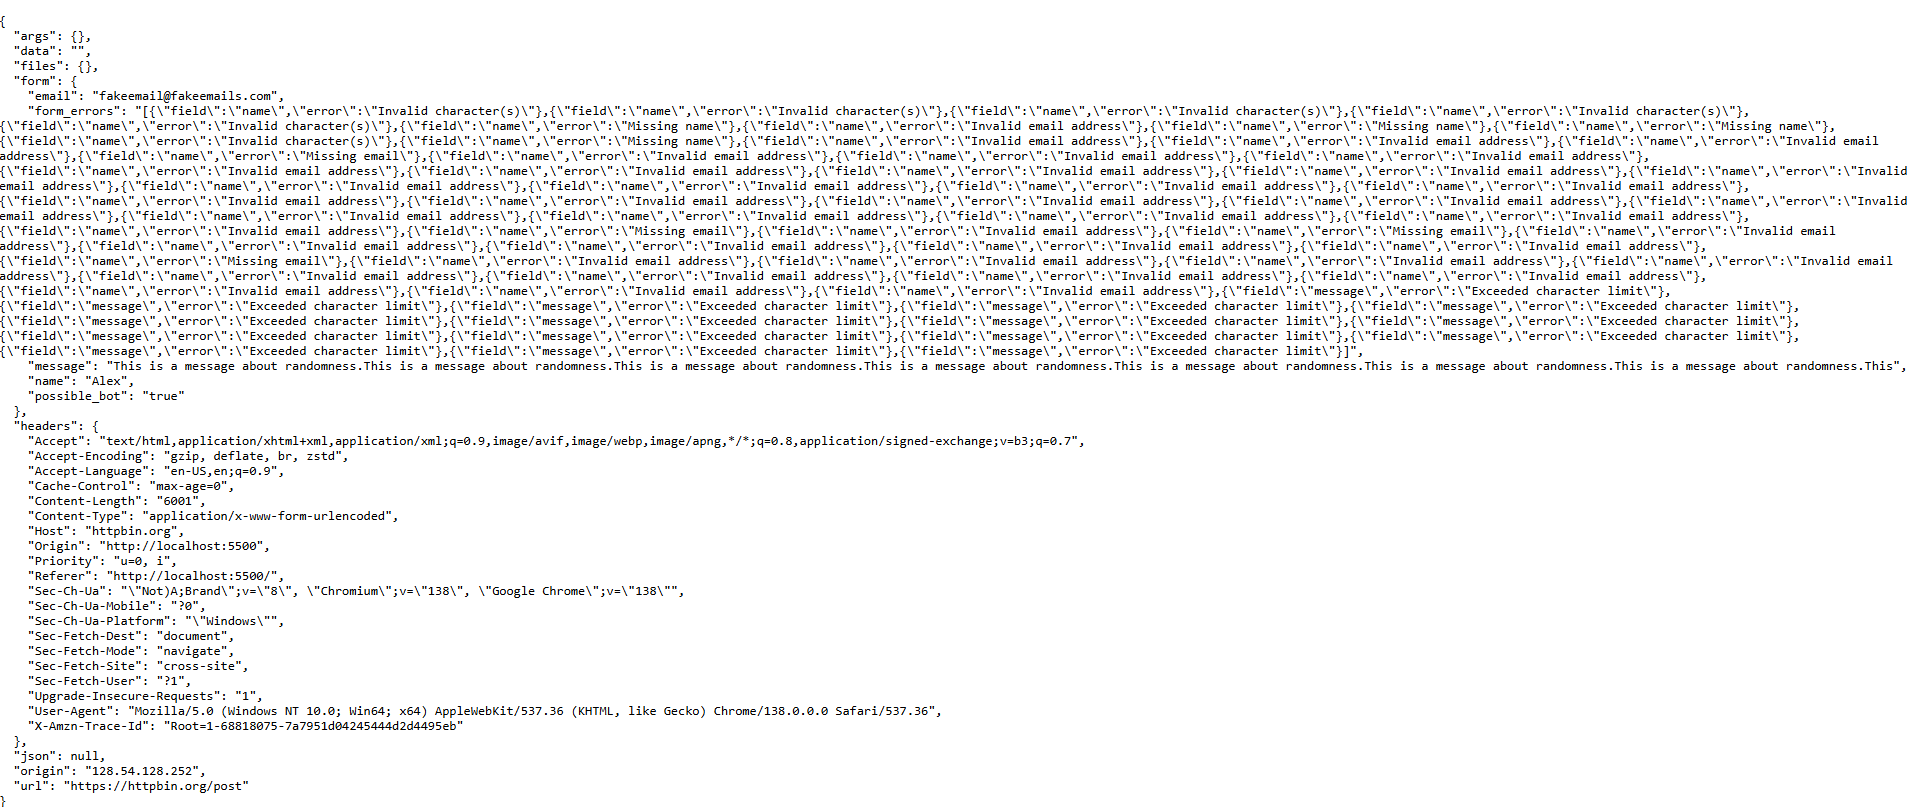 {
  "args": {},
  "data": "",
  "files": {},
  "form": {
    "email": "fakeemail@fakeemails.com",
    "form_errors": "[{\"field\":\"name\",\"error\":\"Invalid character(s)\"},{\"field\":\"name\",\"error\":\"Invalid character(s)\"},{\"field\":\"name\",\"error\":\"Invalid character(s)\"},{\"field\":\"name\",\"error\":\"Invalid character(s)\"},
{\"field\":\"name\",\"error\":\"Invalid character(s)\"},{\"field\":\"name\",\"error\":\"Missing name\"},{\"field\":\"name\",\"error\":\"Invalid email address\"},{\"field\":\"name\",\"error\":\"Missing name\"},{\"field\":\"name\",\"error\":\"Missing name\"},
{\"field\":\"name\",\"error\":\"Invalid character(s)\"},{\"field\":\"name\",\"error\":\"Missing name\"},{\"field\":\"name\",\"error\":\"Invalid email address\"},{\"field\":\"name\",\"error\":\"Invalid email
address\"},{\"field\":\"name\",\"error\":\"Missing email\"},{\"field\":\"name\",\"error\":\"Invalid email address\"},{\"field\":\"name\",\"error\":\"Invalid email address\"},{\"field\":\"name\",\"error\":\"Invalid email address\"},
{\"field\":\"name\",\"error\":\"Invalid email address\"},{\"field\":\"name\",\"error\":\"Invalid email address\"},{\"field\":\"name\",\"error\":\"Invalid email address\"},{\"field\":\"name\",\"error\":\"Invalid email address\"},{\"field\":\"name\",\"error\":\"Invalid
email address\"},{\"field\":\"name\",\"error\":\"Invalid email address\"},{\"field\":\"name\",\"error\":\"Invalid email address\"},{\"field\":\"name\",\"error\":\"Invalid email address\"},{\"field\":\"name\",\"error\":\"Invalid email address\"},
{\"field\":\"name\",\"error\":\"Invalid email address\"},{\"field\":\"name\",\"error\":\"Invalid email address\"},{\"field\":\"name\",\"error\":\"Invalid email address\"},{\"field\":\"name\",\"error\":\"Invalid email address\"},{\"field\":\"name\",\"error\":\"Invalid
email address\"},{\"field\":\"name\",\"error\":\"Invalid email address\"},{\"field\":\"name\",\"error\":\"Invalid email address\"},{\"field\":\"name\",\"error\":\"Invalid email address\"},{\"field\":\"name\",\"error\":\"Invalid email address\"},
{\"field\":\"name\",\"error\":\"Invalid email address\"},{\"field\":\"name\",\"error\":\"Missing email\"},{\"field\":\"name\",\"error\":\"Invalid email address\"},{\"field\":\"name\",\"error\":\"Missing email\"},{\"field\":\"name\",\"error\":\"Invalid email
address\"},{\"field\":\"name\",\"error\":\"Invalid email address\"},{\"field\":\"name\",\"error\":\"Invalid email address\"},{\"field\":\"name\",\"error\":\"Invalid email address\"},{\"field\":\"name\",\"error\":\"Invalid email address\"},
{\"field\":\"name\",\"error\":\"Missing email\"},{\"field\":\"name\",\"error\":\"Invalid email address\"},{\"field\":\"name\",\"error\":\"Invalid email address\"},{\"field\":\"name\",\"error\":\"Invalid email address\"},{\"field\":\"name\",\"error\":\"Invalid email
address\"},{\"field\":\"name\",\"error\":\"Invalid email address\"},{\"field\":\"name\",\"error\":\"Invalid email address\"},{\"field\":\"name\",\"error\":\"Invalid email address\"},{\"field\":\"name\",\"error\":\"Invalid email address\"},
{\"field\":\"name\",\"error\":\"Invalid email address\"},{\"field\":\"name\",\"error\":\"Invalid email address\"},{\"field\":\"name\",\"error\":\"Invalid email address\"},{\"field\":\"message\",\"error\":\"Exceeded character limit\"},
{\"field\":\"message\",\"error\":\"Exceeded character limit\"},{\"field\":\"message\",\"error\":\"Exceeded character limit\"},{\"field\":\"message\",\"error\":\"Exceeded character limit\"},{\"field\":\"message\",\"error\":\"Exceeded character limit\"},
{\"field\":\"message\",\"error\":\"Exceeded character limit\"},{\"field\":\"message\",\"error\":\"Exceeded character limit\"},{\"field\":\"message\",\"error\":\"Exceeded character limit\"},{\"field\":\"message\",\"error\":\"Exceeded character limit\"},
{\"field\":\"message\",\"error\":\"Exceeded character limit\"},{\"field\":\"message\",\"error\":\"Exceeded character limit\"},{\"field\":\"message\",\"error\":\"Exceeded character limit\"},{\"field\":\"message\",\"error\":\"Exceeded character limit\"},
{\"field\":\"message\",\"error\":\"Exceeded character limit\"},{\"field\":\"message\",\"error\":\"Exceeded character limit\"},{\"field\":\"message\",\"error\":\"Exceeded character limit\"}]",
    "message": "This is a message about randomness.This is a message about randomness.This is a message about randomness.This is a message about randomness.This is a message about randomness.This is a message about randomness.This is a message about randomness.This",
    "name": "Alex",
    "possible_bot": "true"
  },
  "headers": {
    "Accept": "text/html,application/xhtml+xml,application/xml;q=0.9,image/avif,image/webp,image/apng,*/*;q=0.8,application/signed-exchange;v=b3;q=0.7",
    "Accept-Encoding": "gzip, deflate, br, zstd",
    "Accept-Language": "en-US,en;q=0.9",
    "Cache-Control": "max-age=0",
    "Content-Length": "6001",
    "Content-Type": "application/x-www-form-urlencoded",
    "Host": "httpbin.org",
    "Origin": "http://localhost:5500",
    "Priority": "u=0, i",
    "Referer": "http://localhost:5500/",
    "Sec-Ch-Ua": "\"Not)A;Brand\";v=\"8\", \"Chromium\";v=\"138\", \"Google Chrome\";v=\"138\"",
    "Sec-Ch-Ua-Mobile": "?0",
    "Sec-Ch-Ua-Platform": "\"Windows\"",
    "Sec-Fetch-Dest": "document",
    "Sec-Fetch-Mode": "navigate",
    "Sec-Fetch-Site": "cross-site",
    "Sec-Fetch-User": "?1",
    "Upgrade-Insecure-Requests": "1",
    "User-Agent": "Mozilla/5.0 (Windows NT 10.0; Win64; x64) AppleWebKit/537.36 (KHTML, like Gecko) Chrome/138.0.0.0 Safari/537.36",
    "X-Amzn-Trace-Id": "Root=1-68818075-7a7951d04245444d2d4495eb"
  },
  "json": null,
  "origin": "128.54.128.252",
  "url": "https://httpbin.org/post"
}